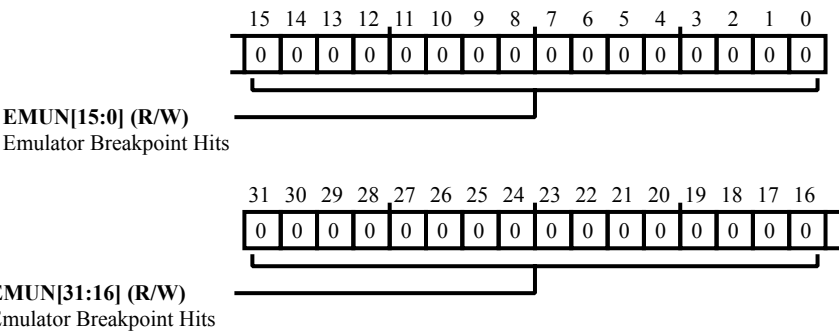 15 14 13 12 11 10 9 8 7 6 5 4 3 2 1 0
0 0 0 0 0 0 0 0 0 0 0 0 0 0 0 0
EMUN[15:0] (R/W)
Emulator Breakpoint Hits
31 30 29 28 27 26 25 24 23 22 21 20 19 18 17 16
0 0 0 0 0 0 0 0 0 0 0 0 0 0 0 0
EMUN[31:16] (R/W)
Emulator Breakpoint Hits